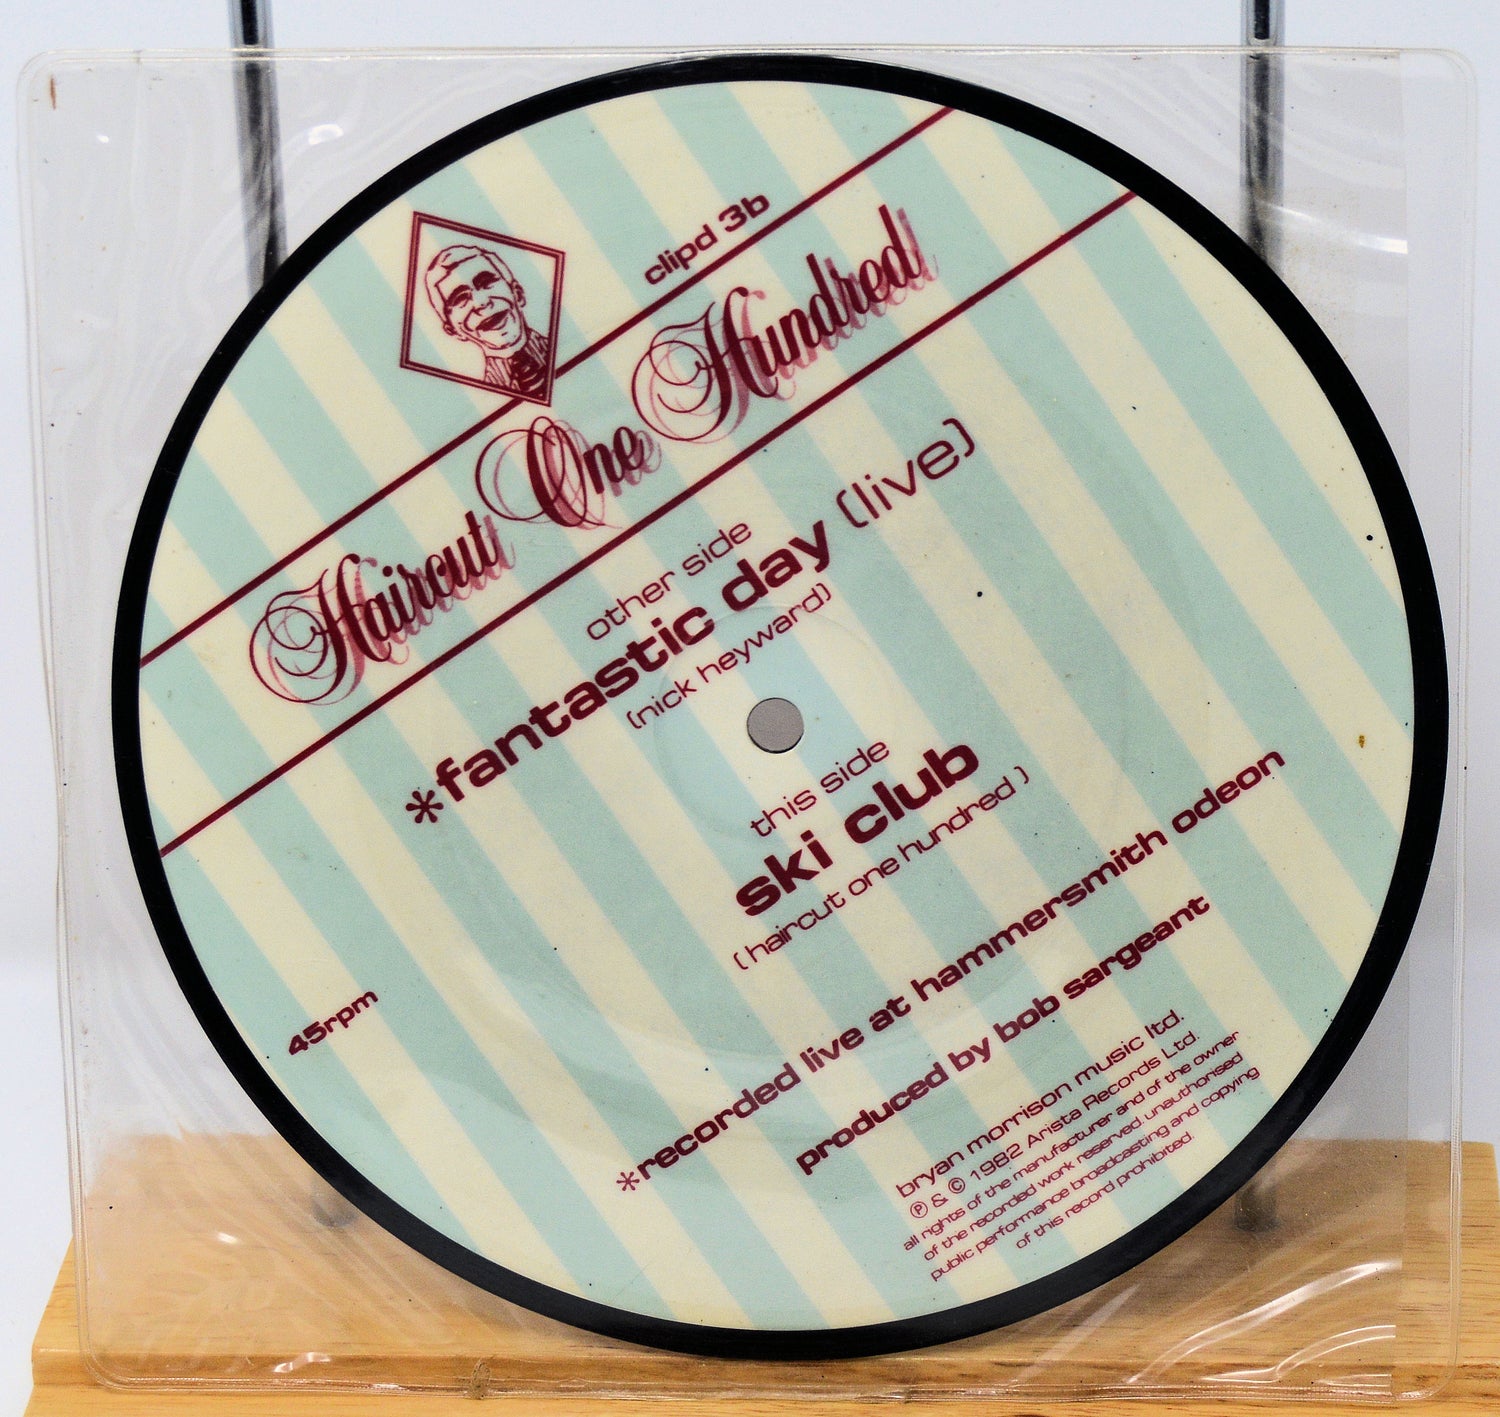 clipd 3b
Haircut One Hundred
other side
*fantastic day (live)
(nick heyward)
this side
ski club
(haircut one hundred)
45rpm
*recorded live at hammersmith odeon
produced by bob sargeant
bryan morrison music ltd.
℗ & © 1982 Arista Records Ltd.
all rights of the manufacturer and of the owner
of the recorded work reserved. unauthorised
public performance broadcasting and copying
of this record prohibited.